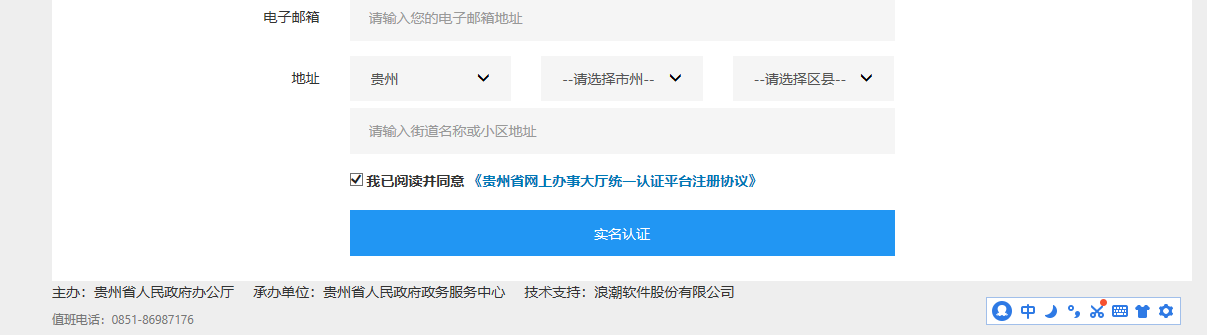 电子邮箱 请输入您的电子邮箱地址
地址 贵州 --请选择市州-- --请选择区县--
请输入街道名称或小区地址
我已阅读并同意 《贵州省网上办事大厅统一认证平台注册协议》
实名认证
主办：贵州省人民政府办公厅 承办单位：贵州省人民政府政务服务中心 技术支持：浪潮软件股份有限公司
值班电话：0851-86987176
中